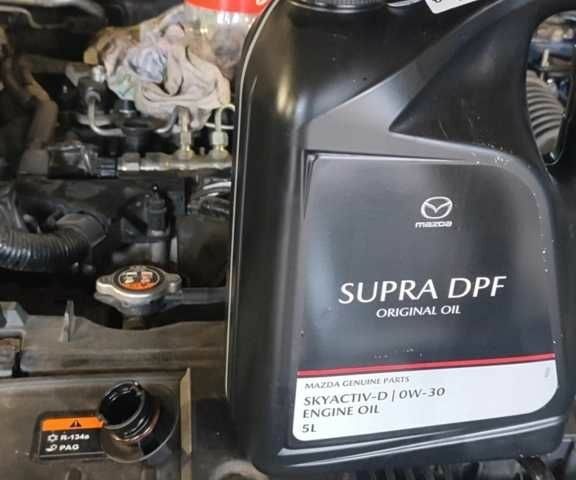 mazda
SUPRA DPF
ORIGINAL OIL
MAZDA GENUINE PARTS
SKYACTIV-D | 0W-30
ENGINE OIL
5L
R-134a
PAG